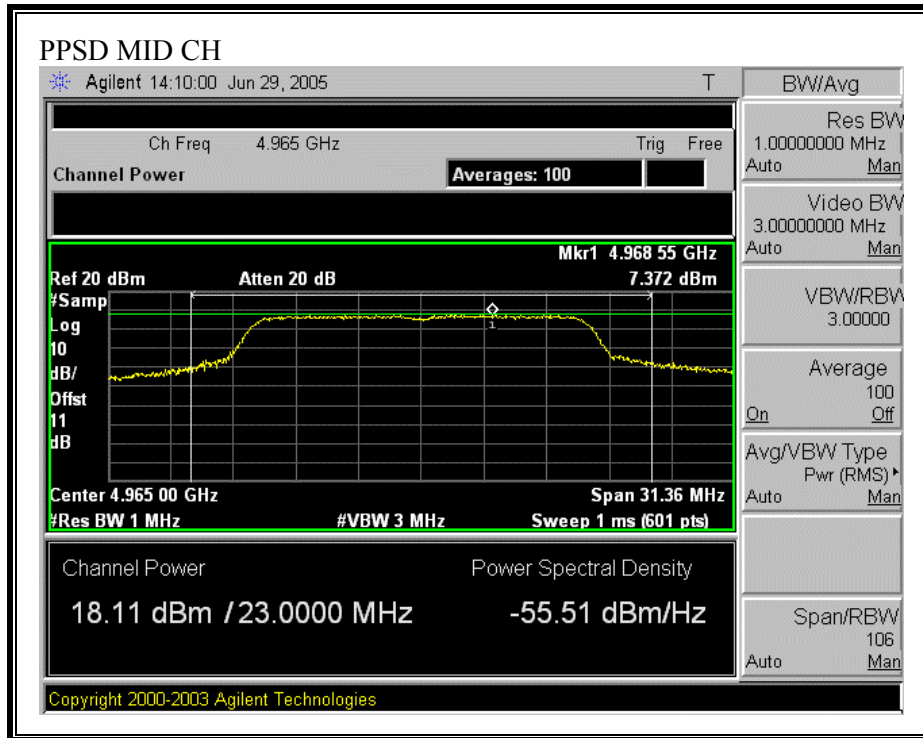 PPSD MID CH
Agilent 14:10:00 Jun 29, 2005 T
BW/Avg
Ch Freq 4.965 GHz Trig Free
Channel Power Averages: 100
Mkr1 4.968 55 GHz
Ref 20 dBm Atten 20 dB 7.372 dBm
#Samp
Log
10
dB/
Offst
11
dB
1
Center 4.965 00 GHz Span 31.36 MHz
#Res BW 1 MHz #VBW 3 MHz Sweep 1 ms (601 pts)
Channel Power Power Spectral Density
18.11 dBm / 23.0000 MHz -55.51 dBm/Hz
Res BW
1.00000000 MHz
Auto Man
Video BW
3.00000000 MHz
Auto Man
VBW/RBW
3.00000
Average
100
On Off
Avg/VBW Type
Pwr (RMS)
Auto Man
Span/RBW
106
Auto Man
Copyright 2000-2003 Agilent Technologies